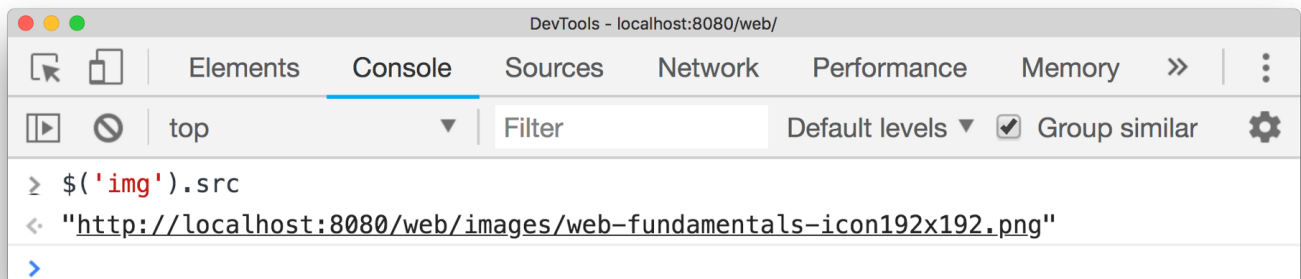 DevTools - localhost:8080/web/
Elements Console Sources Network Performance Memory
top Filter Default levels Group similar
$('img').src
"http://localhost:8080/web/images/web-fundamentals-icon192x192.png"